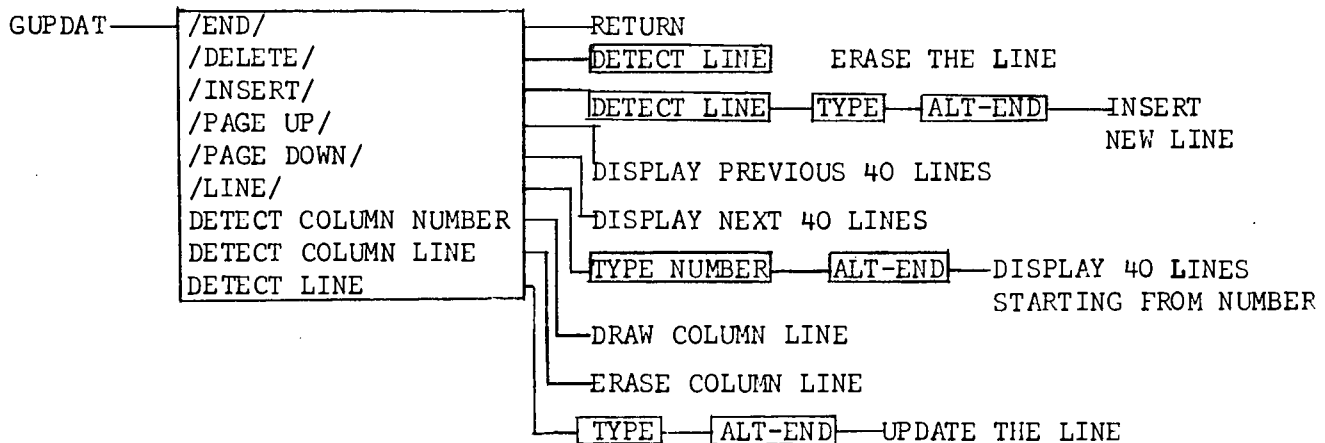 GUPDAT /END/ RETURN
/DELETE/ DETECT LINE ERASE THE LINE
/INSERT/ DETECT LINE TYPE ALT-END INSERT
/PAGE UP/ NEW LINE
/PAGE DOWN/ DISPLAY PREVIOUS 40 LINES
/LINE/
DETECT COLUMN NUMBER DISPLAY NEXT 40 LINES
DETECT COLUMN LINE TYPE NUMBER ALT-END DISPLAY 40 LINES
DETECT LINE STARTING FROM NUMBER
DRAW COLUMN LINE
ERASE COLUMN LINE
TYPE ALT-END UPDATE THE LINE